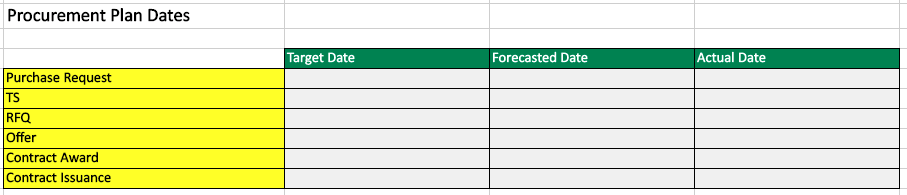 Procurement Plan Dates
Target Date Forecasted Date Actual Date
Purchase Request
TS
RFQ
Offer
Contract Award
Contract Issuance